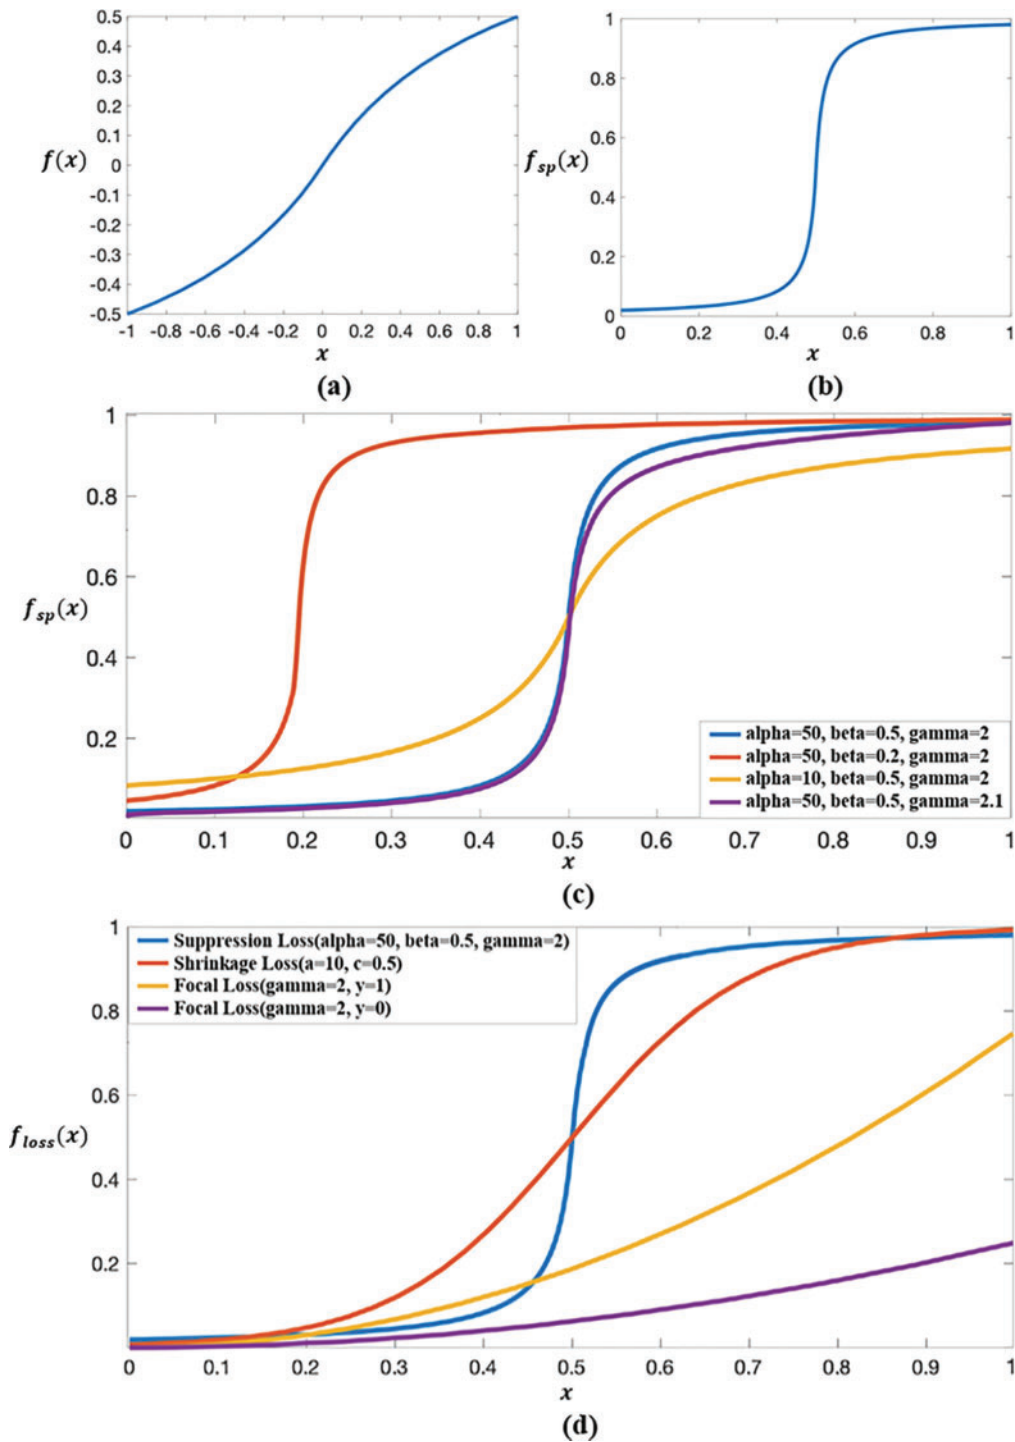 0.5
0.4
0.3
0.2
0.1
0
-0.1
-0.2
-0.3
-0.4
-0.5
f(x)
-1 -0.8 -0.6 -0.4 -0.2 0 0.2 0.4 0.6 0.8 1
x
(a)
1
0.8
0.6
0.4
0.2
0
f_sp(x)
0 0.2 0.4 0.6 0.8 1
x
(b)
1
0.8
0.6
0.4
0.2
f_sp(x)
alpha=50, beta=0.5, gamma=2
alpha=50, beta=0.2, gamma=2
alpha=10, beta=0.5, gamma=2
alpha=50, beta=0.5, gamma=2.1
0 0.1 0.2 0.3 0.4 0.5 0.6 0.7 0.8 0.9 1
x
(c)
1
0.8
0.6
0.4
0.2
f_loss(x)
Suppression Loss(alpha=50, beta=0.5, gamma=2)
Shrinkage Loss(a=10, c=0.5)
Focal Loss(gamma=2, y=1)
Focal Loss(gamma=2, y=0)
0 0.1 0.2 0.3 0.4 0.5 0.6 0.7 0.8 0.9 1
x
(d)